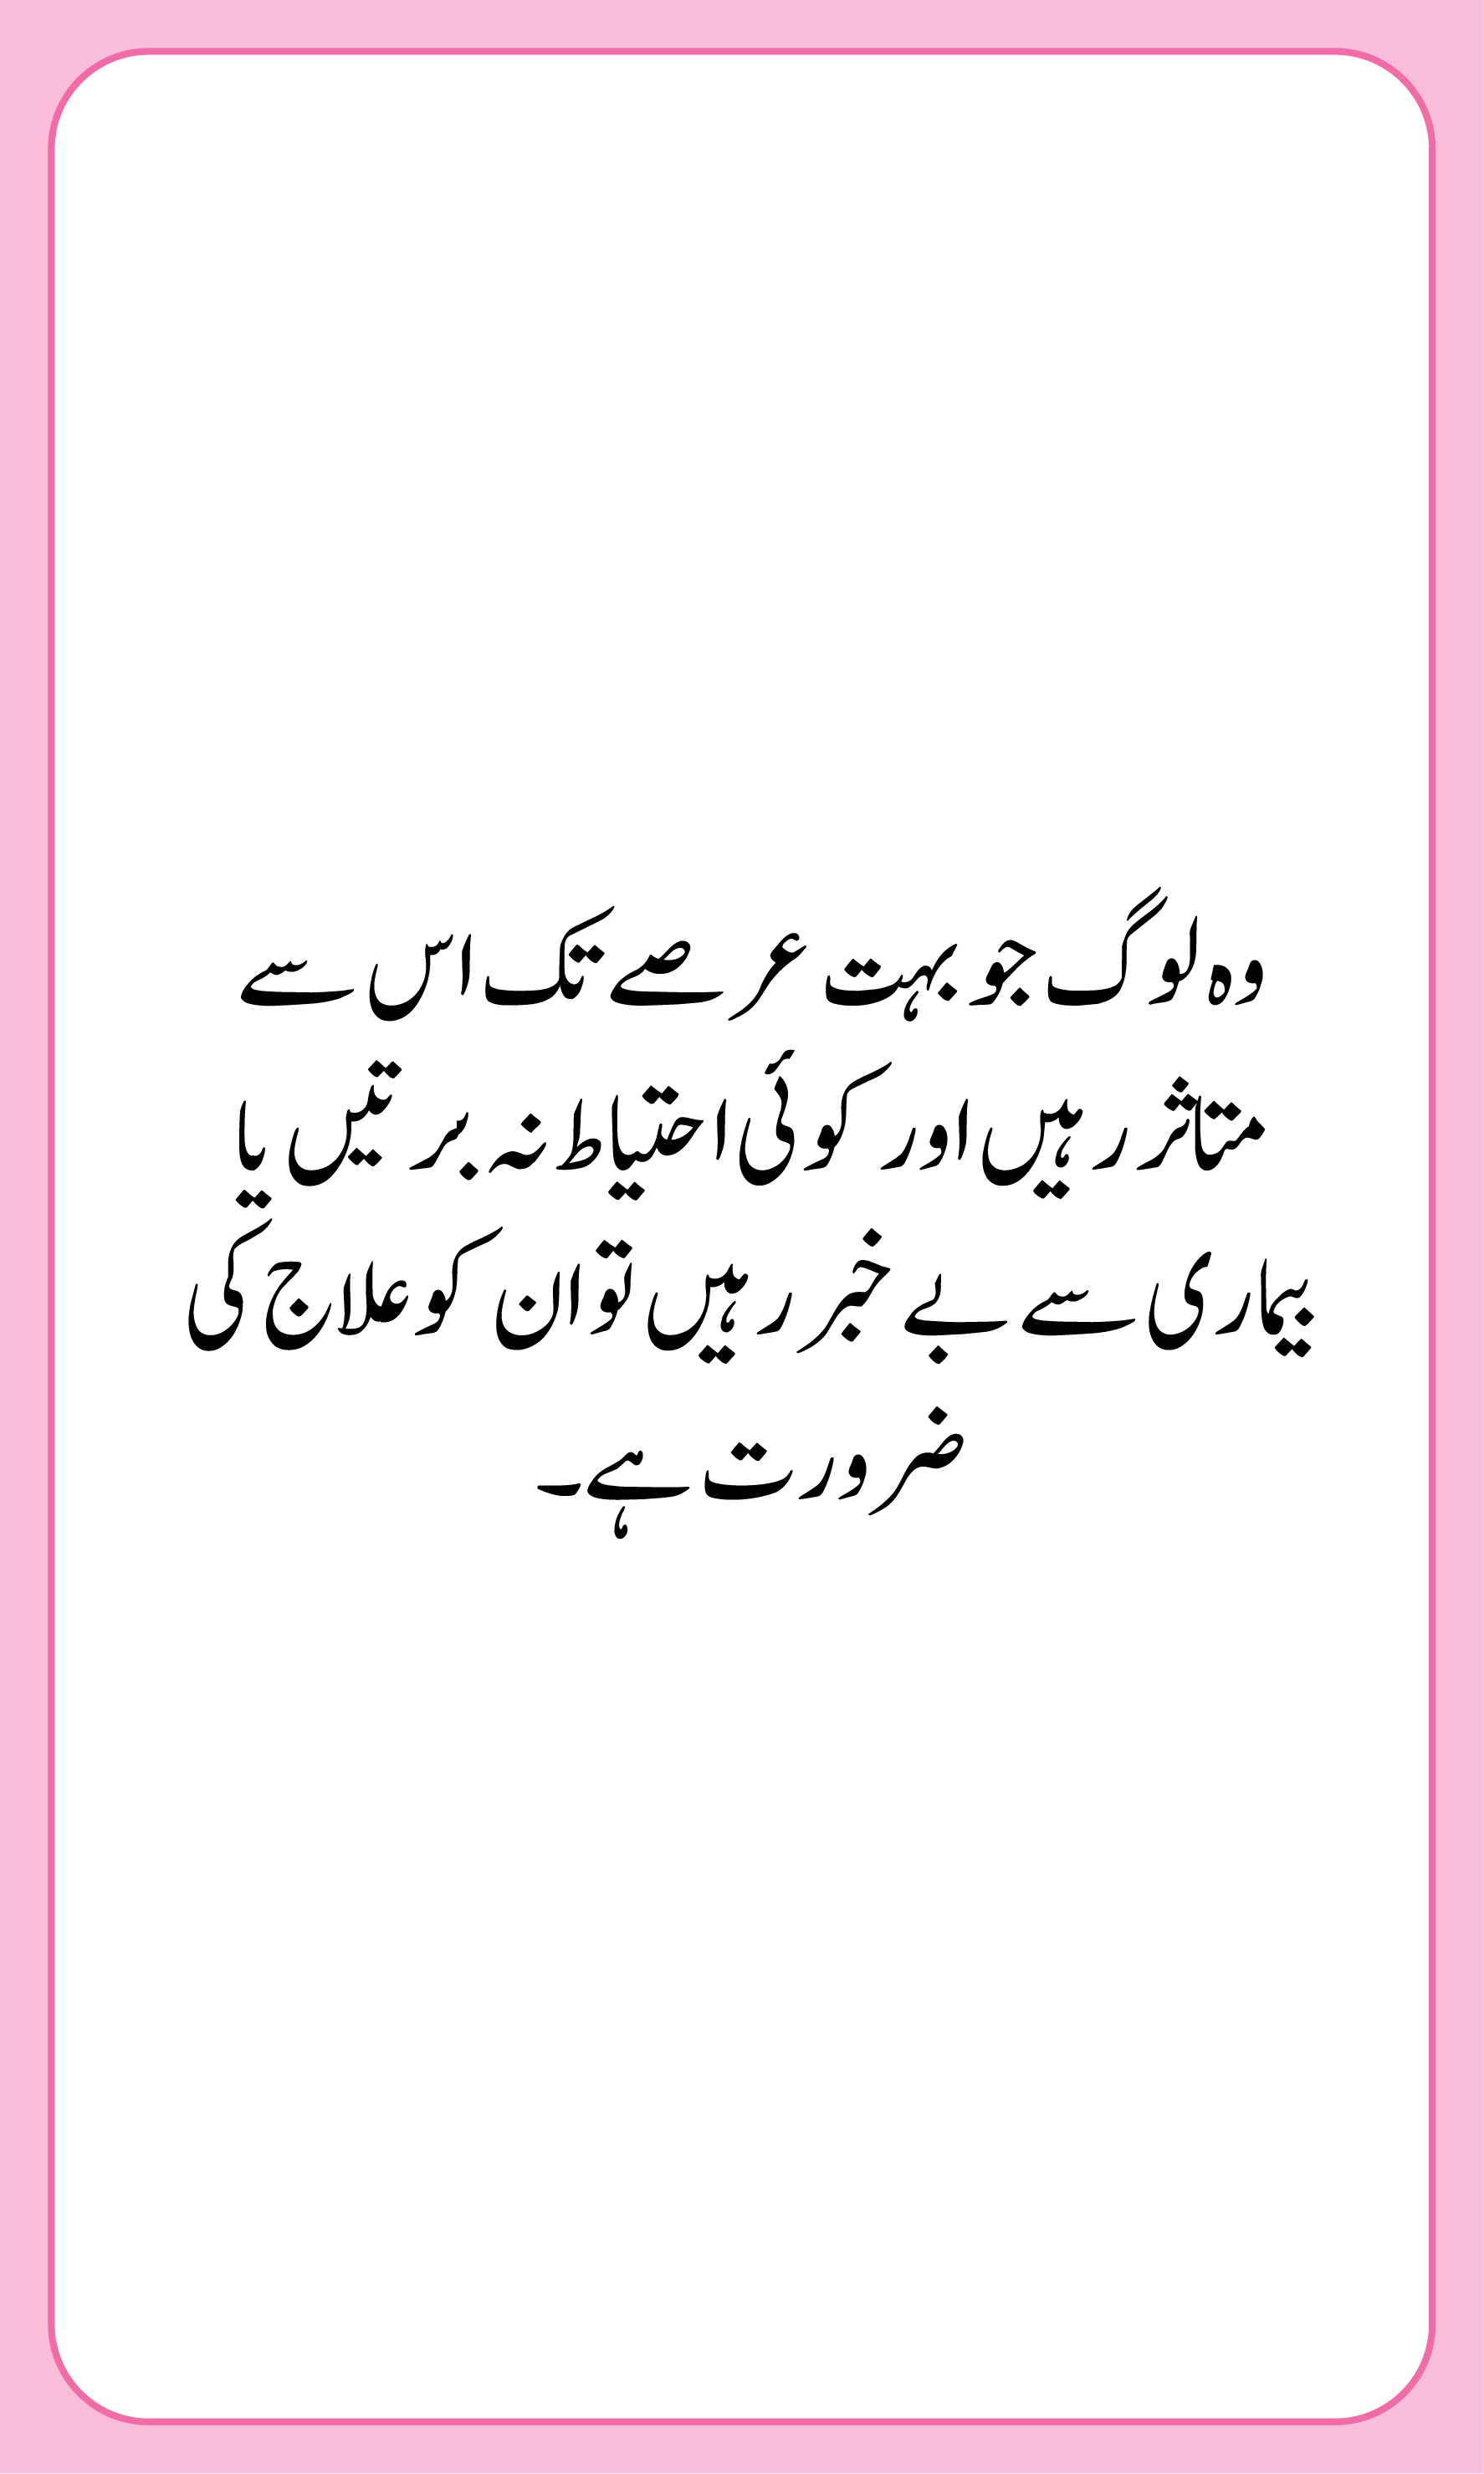 وہ لوگ جو بہت عرصے تک اس سے
متاثر رہیں اور کوئی احتیاط نہ برتیں یا
بیماری سے بے خبر رہیں تو ان کو علاج کی
ضرورت ہے۔